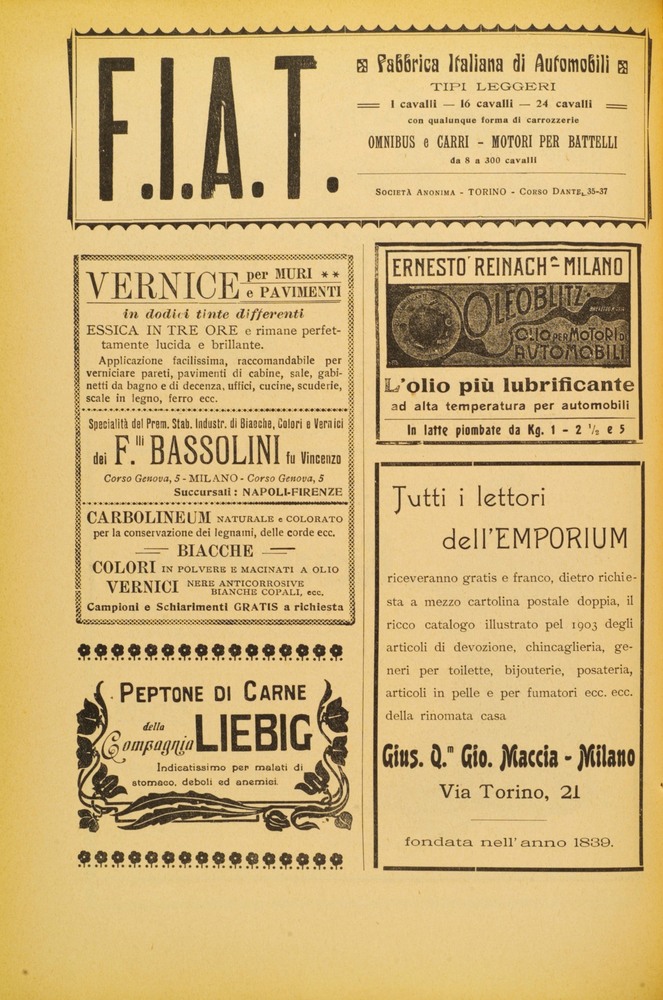 F.I.A.T.
Fabbrica Italiana di Automobili
TIPI LEGGERI
1 cavalli — 16 cavalli — 24 cavalli
con qualunque forma di carrozzerie
OMNIBUS e CARRI - MOTORI PER BATTELLI
da 8 a 300 cavalli
SOCIETÀ ANONIMA - TORINO - CORSO DANTE, 35-37
VERNICE per MURI **
e PAVIMENTI
in dodici tinte differenti
ESSICA IN TRE ORE e rimane perfet-
tamente lucida e brillante.
Applicazione facilissima, raccomandabile per
verniciare pareti, pavimenti di cabine, sale, gabi-
netti da bagno e di decenza, uffici, cucine, scuderie,
scale in legno, ferro ecc.
Specialità del Prem. Stab. Industr. di Biacche, Colori e Vernici
dei F.lli BASSOLINI fu Vincenzo
Corso Genova, 5 - MILANO - Corso Genova, 5
Succursali: NAPOLI-FIRENZE
CARBOLINEUM NATURALE e COLORATO
per la conservazione dei legnami, delle corde ecc.
BIACCHE
COLORI IN POLVERE E MACINATI A OLIO
VERNICI NERE ANTICORROSIVE
BIANCHE COPALI, ecc.
Campioni e Schiarimenti GRATIS a richiesta
PEPTONE DI CARNE
della
Compagnia LIEBIG
Indicatissimo per malati di
stomaco, deboli ed anemici.
ERNESTO REINACH - MILANO
OLEOBLITZ
OLIO PER MOTORI DI
AUTOMOBILI
L'olio più lubrificante
ad alta temperatura per automobili
In latte piombate da Kg. 1 - 2 1/2 e 5
Tutti i lettori
dell'EMPORIUM
riceveranno gratis e franco, dietro richie-
sta a mezzo cartolina postale doppia, il
ricco catalogo illustrato pel 1903 degli
articoli di devozione, chincaglieria, ge-
neri per toilette, bijouterie, posateria,
articoli in pelle e per fumatori ecc. ecc.
della rinomata casa
Gius. Q.m Gio. Maccia - Milano
Via Torino, 21
fondata nell'anno 1839.